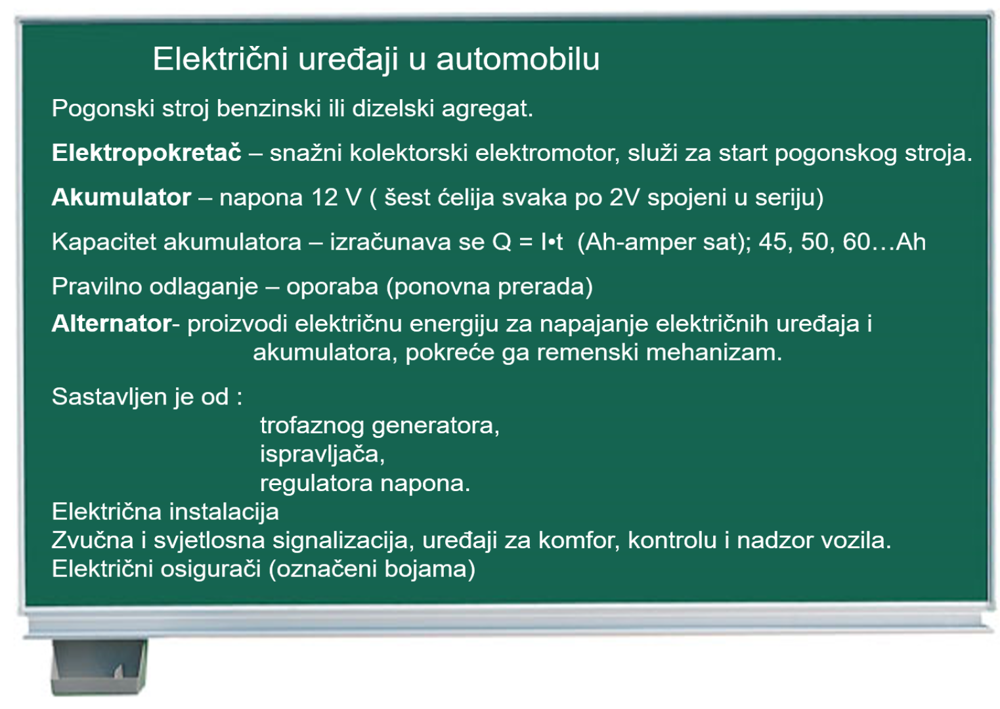 Električni uređaji u automobilu
Pogonski stroj benzinski ili dizelski agregat.
Elektropokretač – snažni kolektorski elektromotor, služi za start pogonskog stroja.
Akumulator – napona 12 V ( šest ćelija svaka po 2V spojeni u seriju)
Kapacitet akumulatora – izračunava se Q = I•t  (Ah-amper sat); 45, 50, 60…Ah
Pravilno odlaganje – oporaba (ponovna prerada)
Alternator- proizvodi električnu energiju za napajanje električnih uređaja i
akumulatora, pokreće ga remenski mehanizam.
Sastavljen je od :
trofaznog generatora,
ispravljača,
regulatora napona.
Električna instalacija
Zvučna i svjetlosna signalizacija, uređaji za komfor, kontrolu i nadzor vozila.
Električni osigurači (označeni bojama)